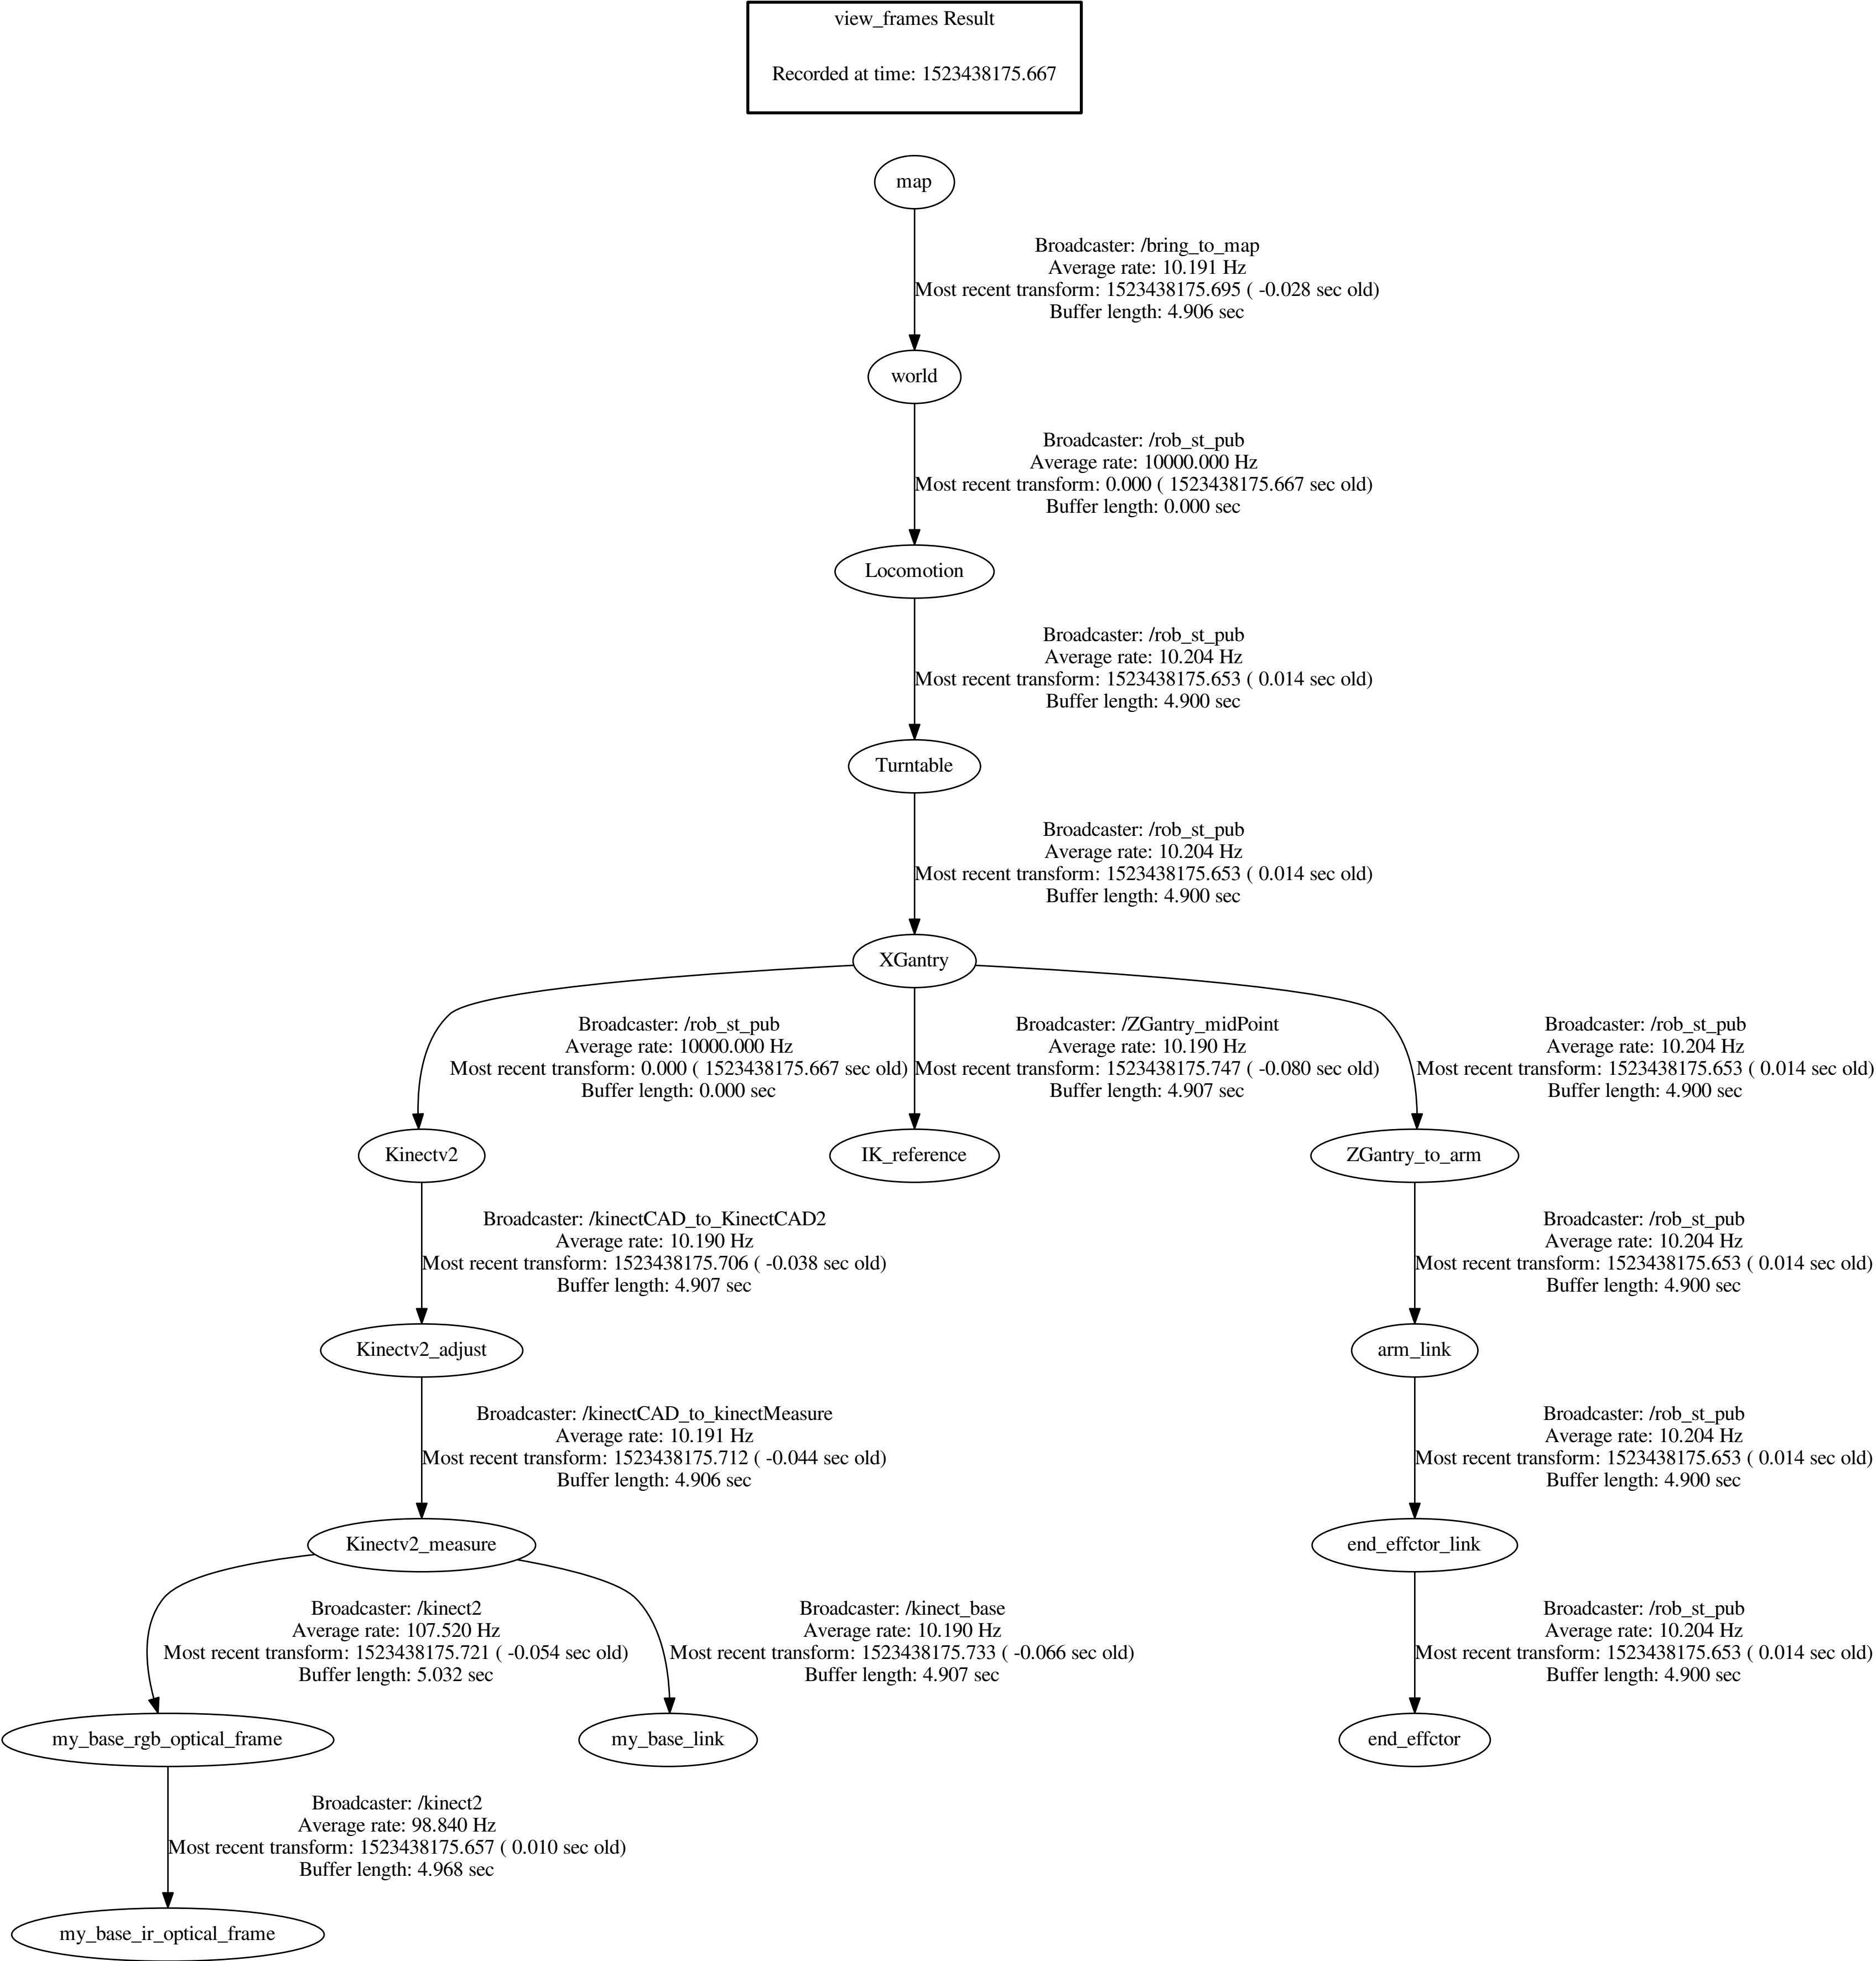 view_frames Result
Recorded at time: 1523438175.667
map
Broadcaster: /bring_to_map
Average rate: 10.191 Hz
Most recent transform: 1523438175.695 ( -0.028 sec old)
Buffer length: 4.906 sec
world
Broadcaster: /rob_st_pub
Average rate: 10000.000 Hz
Most recent transform: 0.000 ( 1523438175.667 sec old)
Buffer length: 0.000 sec
Locomotion
Broadcaster: /rob_st_pub
Average rate: 10.204 Hz
Most recent transform: 1523438175.653 ( 0.014 sec old)
Buffer length: 4.900 sec
Turntable
Broadcaster: /rob_st_pub
Average rate: 10.204 Hz
Most recent transform: 1523438175.653 ( 0.014 sec old)
Buffer length: 4.900 sec
XGantry
Broadcaster: /rob_st_pub
Average rate: 10000.000 Hz
Most recent transform: 0.000 ( 1523438175.667 sec old)
Buffer length: 0.000 sec
Broadcaster: /ZGantry_midPoint
Average rate: 10.190 Hz
Most recent transform: 1523438175.747 ( -0.080 sec old)
Buffer length: 4.907 sec
Broadcaster: /rob_st_pub
Average rate: 10.204 Hz
Most recent transform: 1523438175.653 ( 0.014 sec old)
Buffer length: 4.900 sec
Kinectv2
IK_reference
ZGantry_to_arm
Broadcaster: /kinectCAD_to_KinectCAD2
Average rate: 10.190 Hz
Most recent transform: 1523438175.706 ( -0.038 sec old)
Buffer length: 4.907 sec
Broadcaster: /rob_st_pub
Average rate: 10.204 Hz
Most recent transform: 1523438175.653 ( 0.014 sec old)
Buffer length: 4.900 sec
Kinectv2_adjust
arm_link
Broadcaster: /kinectCAD_to_kinectMeasure
Average rate: 10.191 Hz
Most recent transform: 1523438175.712 ( -0.044 sec old)
Buffer length: 4.906 sec
Broadcaster: /rob_st_pub
Average rate: 10.204 Hz
Most recent transform: 1523438175.653 ( 0.014 sec old)
Buffer length: 4.900 sec
Kinectv2_measure
end_effctor_link
Broadcaster: /kinect2
Average rate: 107.520 Hz
Most recent transform: 1523438175.721 ( -0.054 sec old)
Buffer length: 5.032 sec
Broadcaster: /kinect_base
Average rate: 10.190 Hz
Most recent transform: 1523438175.733 ( -0.066 sec old)
Buffer length: 4.907 sec
Broadcaster: /rob_st_pub
Average rate: 10.204 Hz
Most recent transform: 1523438175.653 ( 0.014 sec old)
Buffer length: 4.900 sec
my_base_rgb_optical_frame
my_base_link
end_effctor
Broadcaster: /kinect2
Average rate: 98.840 Hz
Most recent transform: 1523438175.657 ( 0.010 sec old)
Buffer length: 4.968 sec
my_base_ir_optical_frame